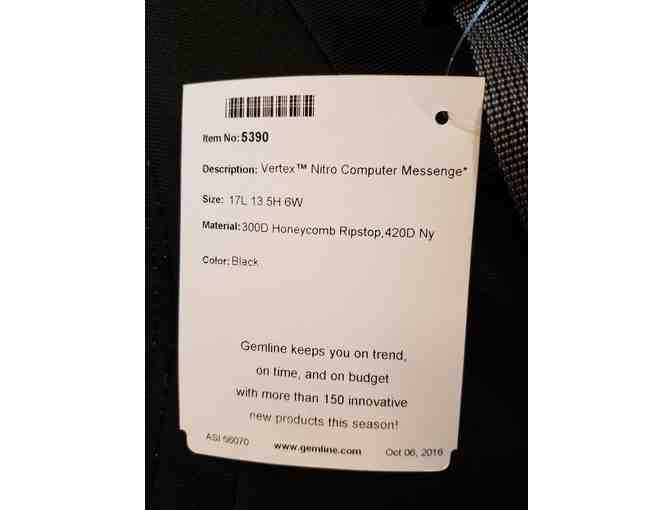 Item No: 5390
Description: Vertex™ Nitro Computer Messenge*
Size: 17L 13.5H 6W
Material: 300D Honeycomb Ripstop,420D Ny
Color: Black
Gemline keeps you on trend,
on time, and on budget
with more than 150 innovative
new products this season!
ASI 56070 www.gemline.com Oct 06, 2016